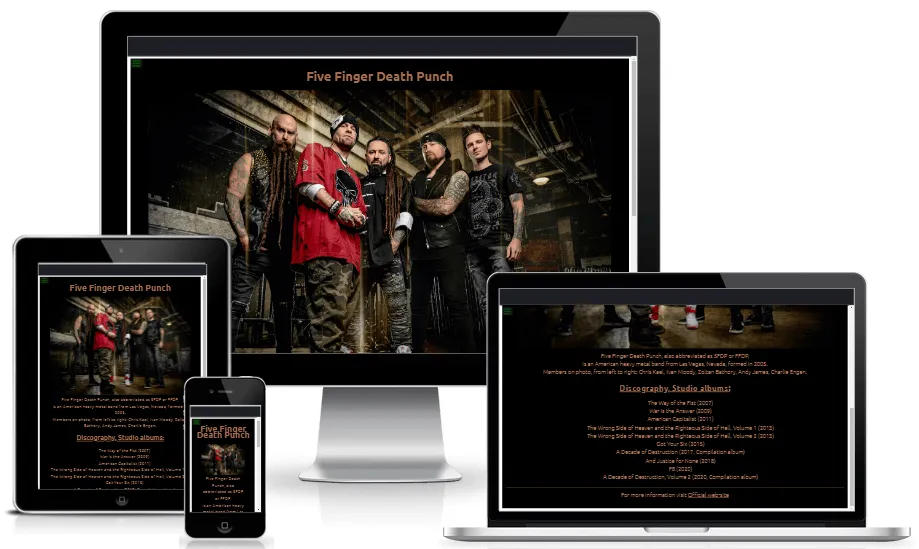 Five Finger Death Punch
Five Finger Death Punch
Five Finger Death Punch, also abbreviated as 5FDP or FFDP,
is an American heavy metal band from Las Vegas, Nevada, formed in
2005.
Members on photo, from left to right: Chris Kael, Ivan Moody, Zoltan
Bathory, Andy James, Charlie Engen.
Discography, Studio albums:
The Way of the Fist (2007)
War is the Answer (2009)
American Capitalist (2011)
The Wrong Side of Heaven and the Righteous Side of Hell, Volume
The Wrong Side of Heaven and the Righteous Side of Hell, Volume
Got Your Six (2015)
Five Finger
Death Punch
Five Finger Death
Punch, also
abbreviated as 5FDP
or FFDP,
is an American heavy
Five Finger Death Punch, also abbreviated as 5FDP or FFDP,
is an American heavy metal band from Las Vegas, Nevada, formed in 2005.
Members on photo, from left to right: Chris Kael, Ivan Moody, Zoltan Bathory, Andy James, Charlie Engen.
Discography, Studio albums:
The Way of the Fist (2007)
War is the Answer (2009)
American Capitalist (2011)
The Wrong Side of Heaven and the Righteous Side of Hell, Volume 1 (2013)
The Wrong Side of Heaven and the Righteous Side of Hell, Volume 2 (2013)
Got Your Six (2015)
A Decade of Destruction (2017, Compilation album)
And Justice for None (2018)
F8 (2020)
A Decade of Destruction, Volume 2 (2020, Compilation album)
For more information visit Official website